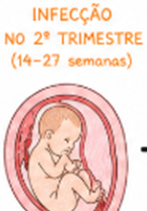 INFECÇÃO
NO 2º TRIMESTRE
(14-27 semanas)